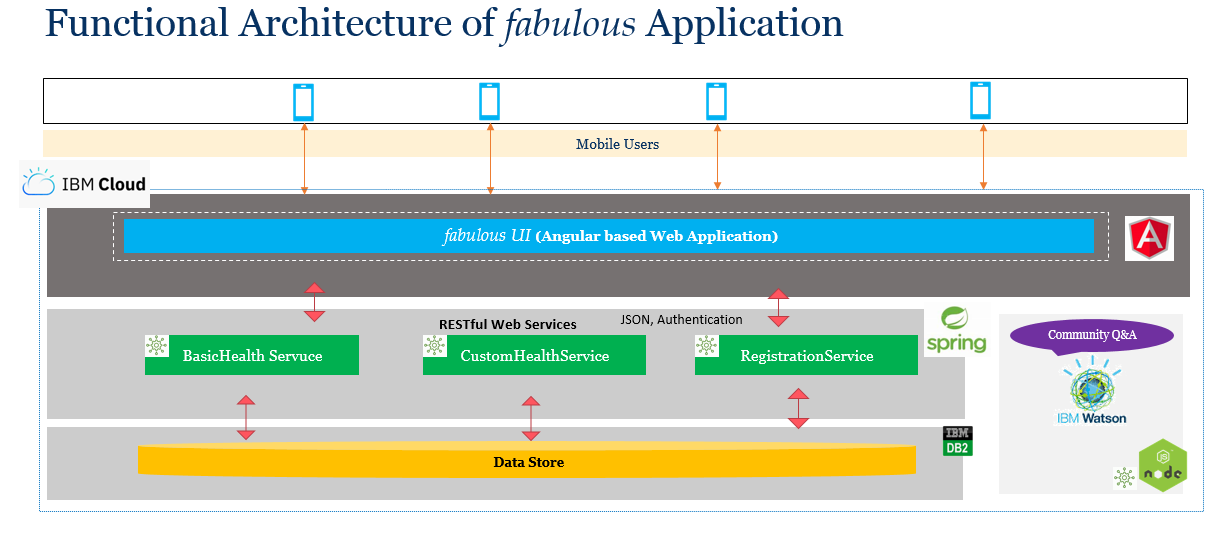 Functional Architecture of fabulous Application
Mobile Users
IBM Cloud
fabulous UI (Angular based Web Application)
A
RESTful Web Services
JSON, Authentication
spring
BasicHealth Servuce
CustomHealthService
RegistrationService
Community Q&A
IBM Watson
IBM
DB2
Data Store
JS
node